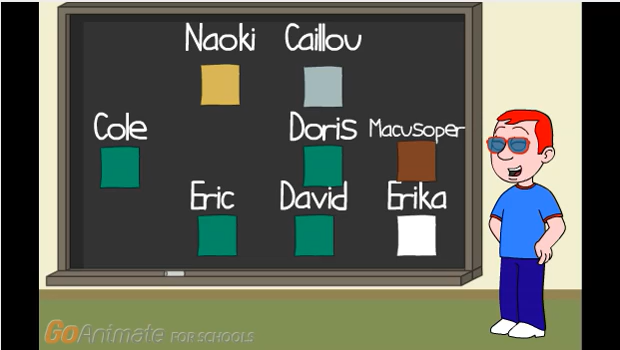 Naoki Caillou
Cole Doris Macusoper
Eric David Erika
GoAnimate FOR SCHOOLS